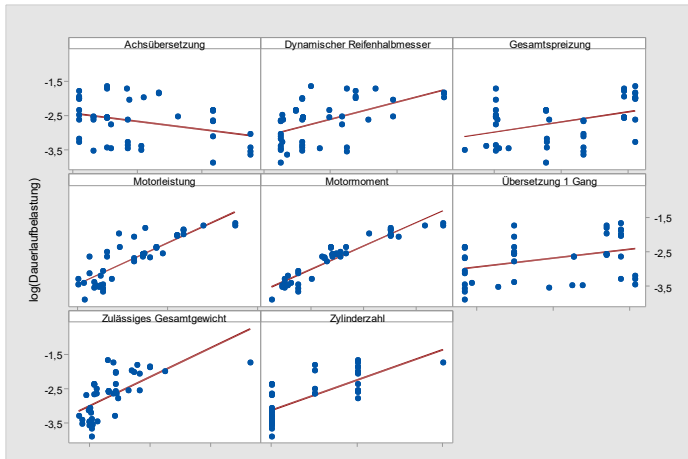 Achsübersetzung
Dynamischer Reifenhalbmesser
Gesamtspreizung
-1,5
-2,5
-3,5
Motorleistung
Motormoment
Übersetzung 1 Gang
-1,5
-2,5
-3,5
Zulässiges Gesamtgewicht
Zylinderzahl
-1,5
-2,5
-3,5
log(Dauerlaufbelastung)